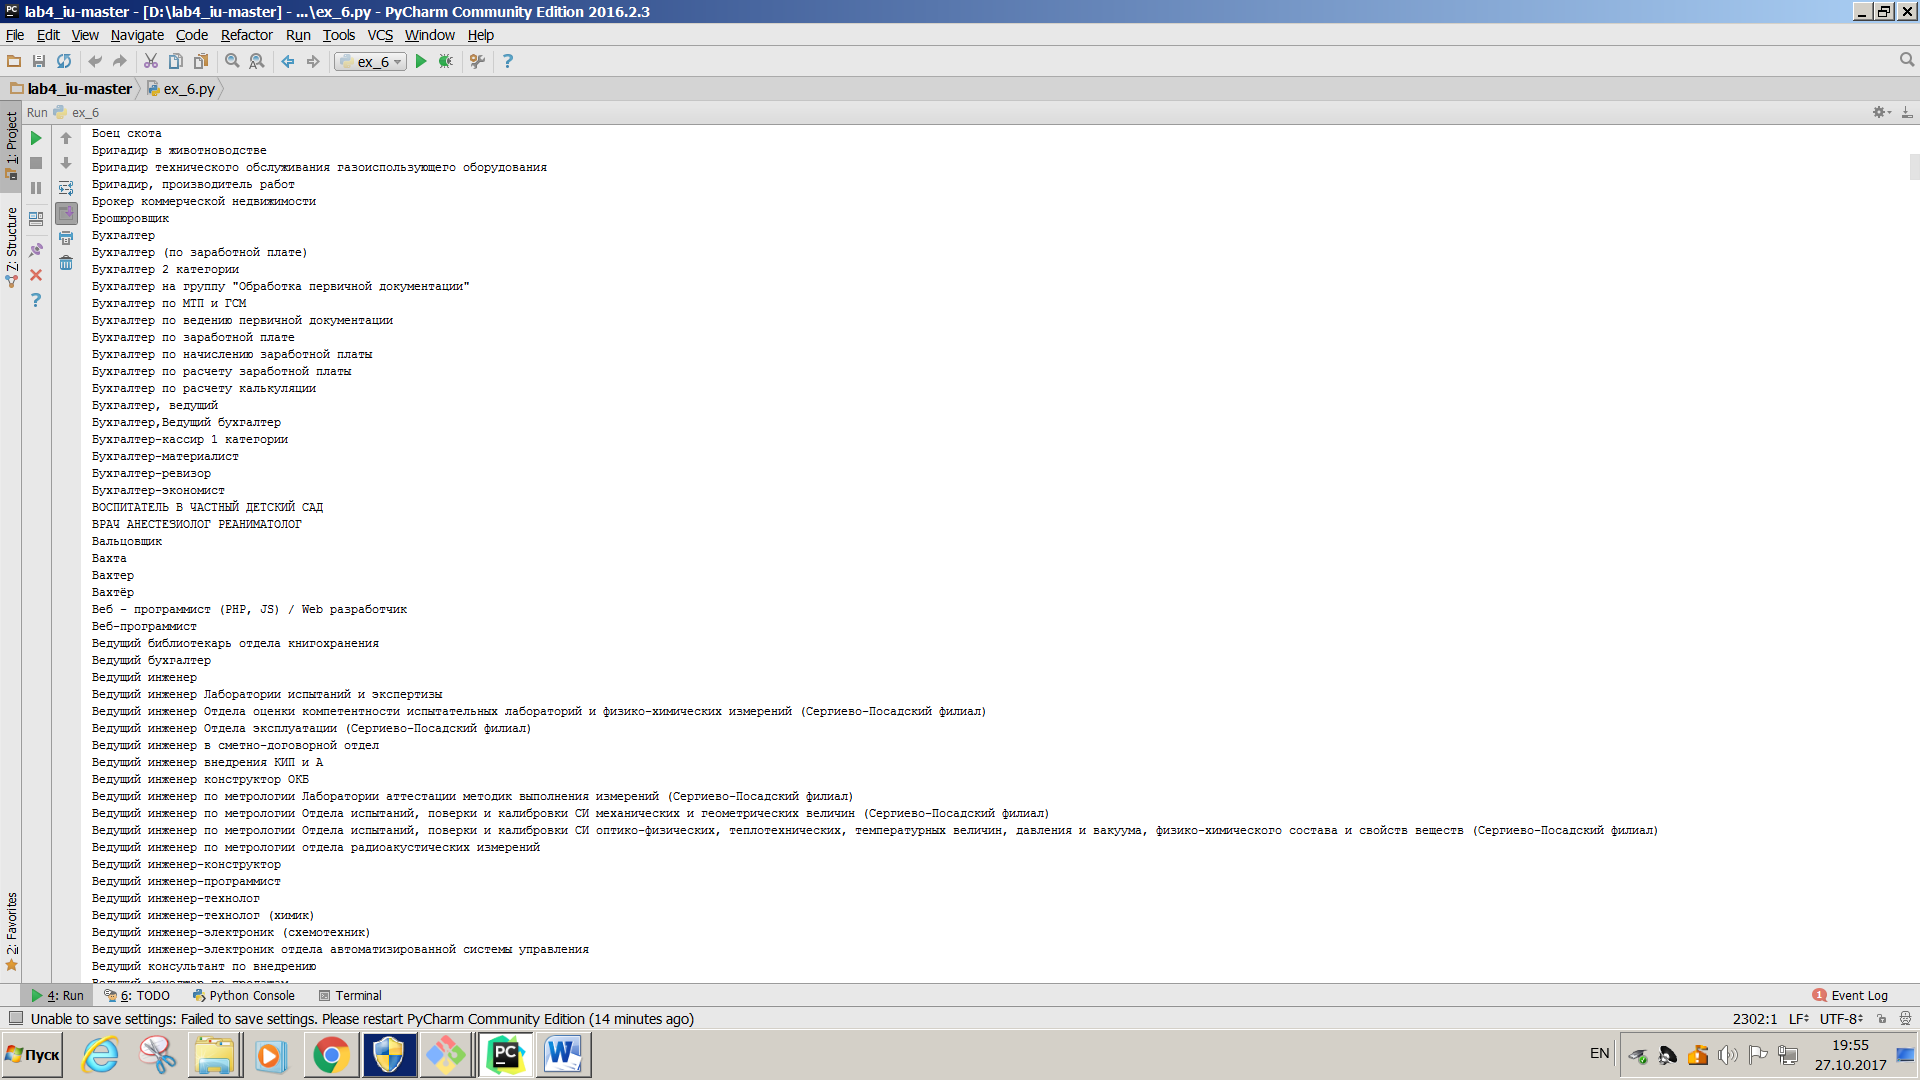 lab4_iu-master - [D:\lab4_iu-master] - ...\ex_6.py - PyCharm Community Edition 2016.2.3
File Edit View Navigate Code Refactor Run Tools VCS Window Help
ex_6
lab4_iu-master ex_6.py
Run ex_6
1: Project
Z: Structure
2: Favorites
Боец скота
Бригадир в животноводстве
Бригадир технического обслуживания газоиспользующего оборудования
Бригадир, производитель работ
Брокер коммерческой недвижимости
Брошюровщик
Бухгалтер
Бухгалтер (по заработной плате)
Бухгалтер 2 категории
Бухгалтер на группу "Обработка первичной документации"
Бухгалтер по МТП и ГСМ
Бухгалтер по ведению первичной документации
Бухгалтер по заработной плате
Бухгалтер по начислению заработной платы
Бухгалтер по расчету заработной платы
Бухгалтер по расчету калькуляции
Бухгалтер, ведущий
Бухгалтер,Ведущий бухгалтер
Бухгалтер-кассир 1 категории
Бухгалтер-материалист
Бухгалтер-ревизор
Бухгалтер-экономист
ВОСПИТАТЕЛЬ В ЧАСТНЫЙ ДЕТСКИЙ САД
ВРАЧ АНЕСТЕЗИОЛОГ РЕАНИМАТОЛОГ
Вальцовщик
Вахта
Вахтер
Вахтёр
Веб - программист (PHP, JS) / Web разработчик
Веб-программист
Ведущий библиотекарь отдела книгохранения
Ведущий бухгалтер
Ведущий инженер
Ведущий инженер Лаборатории испытаний и экспертизы
Ведущий инженер Отдела оценки компетентности испытательных лабораторий и физико-химических измерений (Сергиево-Посадский филиал)
Ведущий инженер Отдела эксплуатации (Сергиево-Посадский филиал)
Ведущий инженер в сметно-договорной отдел
Ведущий инженер внедрения КИП и А
Ведущий инженер конструктор ОКБ
Ведущий инженер по метрологии Лаборатории аттестации методик выполнения измерений (Сергиево-Посадский филиал)
Ведущий инженер по метрологии Отдела испытаний, поверки и калибровки СИ механических и геометрических величин (Сергиево-Посадский филиал)
Ведущий инженер по метрологии Отдела испытаний, поверки и калибровки СИ оптико-физических, теплотехнических, температурных величин, давления и вакуума, физико-химического состава и свойств веществ (Сергиево-Посадский филиал)
Ведущий инженер по метрологии отдела радиоакустических измерений
Ведущий инженер-конструктор
Ведущий инженер-программист
Ведущий инженер-технолог
Ведущий инженер-технолог (химик)
Ведущий инженер-электроник (схемотехник)
Ведущий инженер-электроник отдела автоматизированной системы управления
Ведущий консультант по внедрению
Ведущий менеджер по продажам
4: Run 6: TODO Python Console Terminal 1 Event Log
Unable to save settings: Failed to save settings. Please restart PyCharm Community Edition (14 minutes ago) 2302:1 LF UTF-8
Пуск EN 19:55
27.10.2017